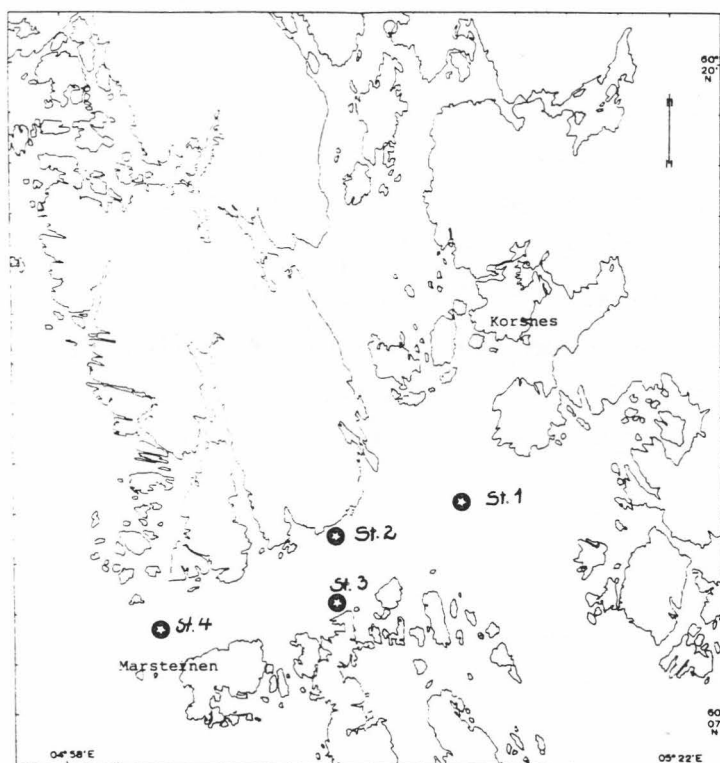 60°
20'
N
Korsnes
St. 1
St. 2
St. 3
St. 4
Marsternen
60
07
N
04° 58'E
05° 22'E